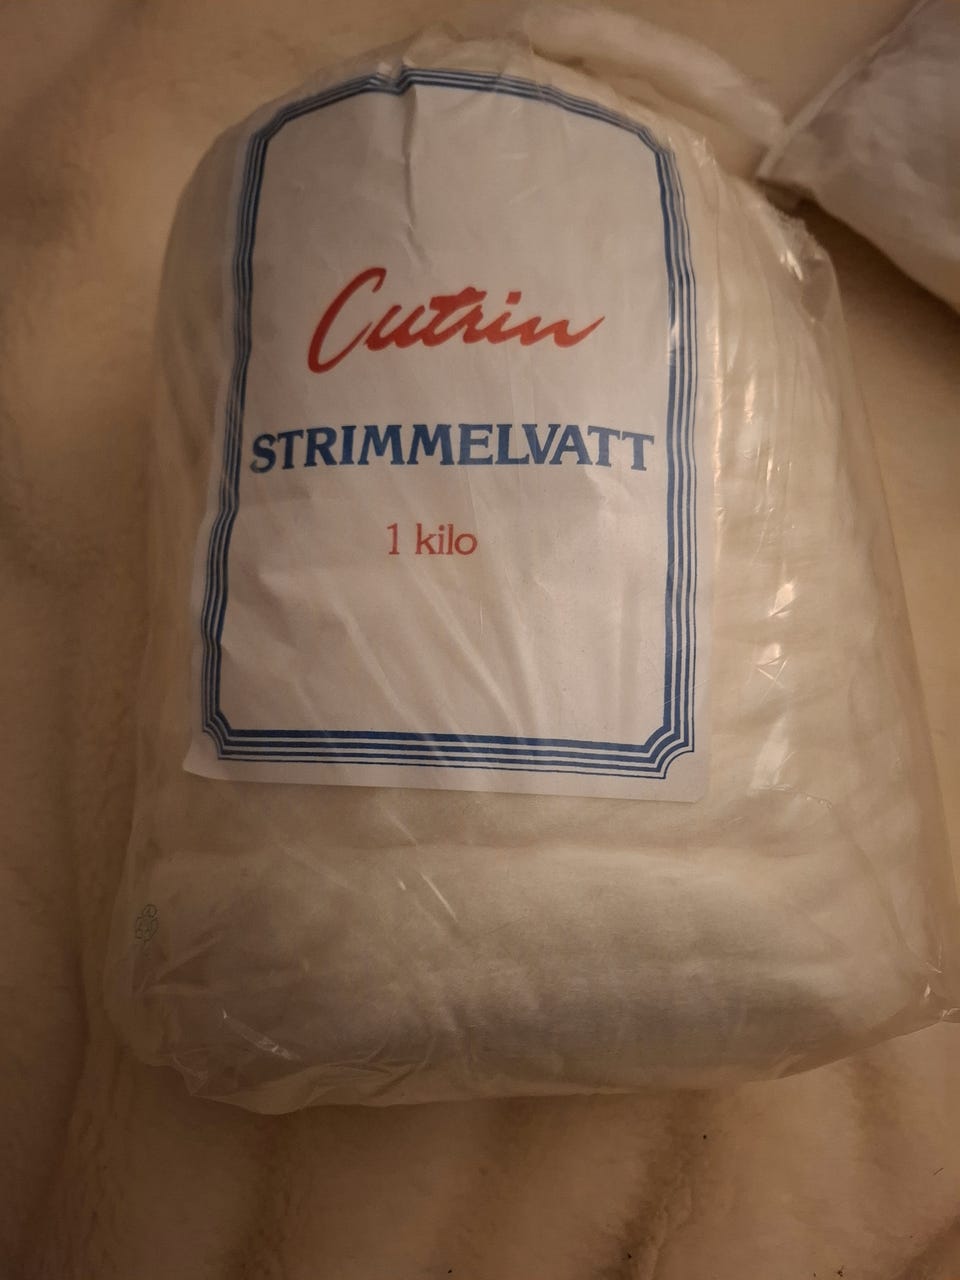 Cutrin
STRIMMELVATT
1 kilo